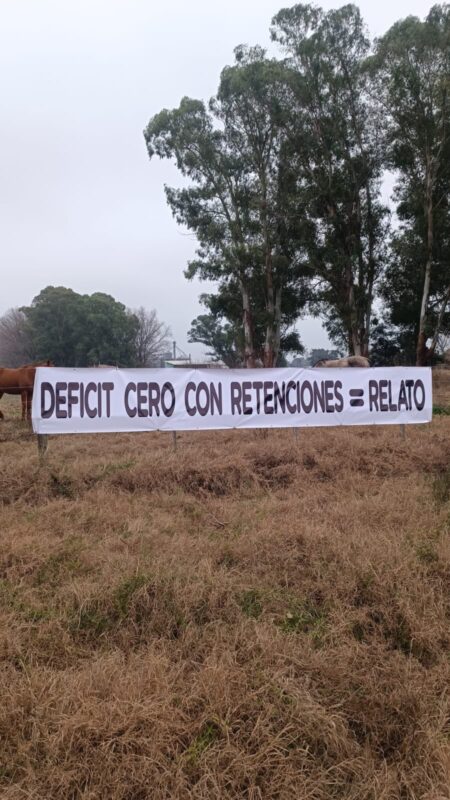 DEFICIT CERO CON RETENCIONES = RELATO